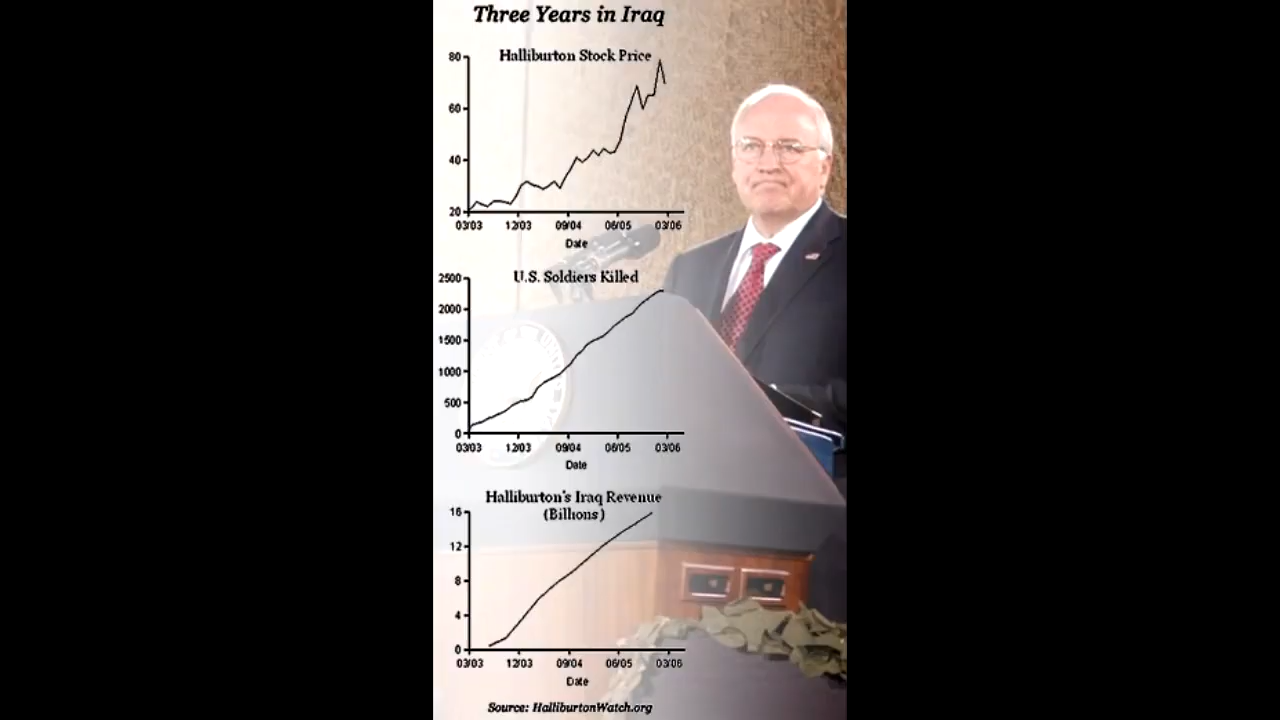 Three Years in Iraq
Halliburton Stock Price
80
60
40
20
03/03 12/03 09/04 06/05 03/06
Date
U.S. Soldiers Killed
2500
2000
1500
1000
500
0
03/03 12/03 09/04 06/05 03/06
Date
Halliburton's Iraq Revenue
(Billions)
16
12
8
4
0
03/03 12/03 09/04 06/05 03/06
Date
Source: HalliburtonWatch.org